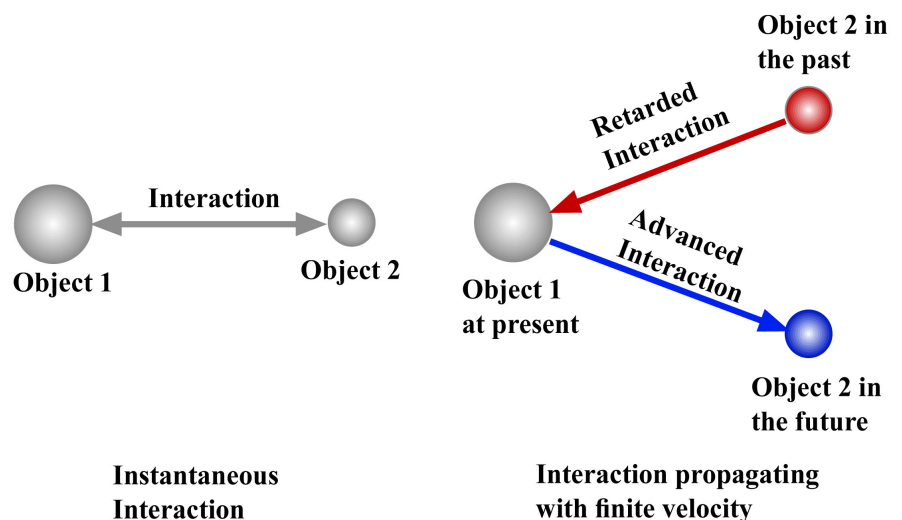 Interaction
Object 1
Object 2
Instantaneous
Interaction
Object 2 in
the past
Retarded
Interaction
Advanced
Interaction
Object 1
at present
Object 2 in
the future
Interaction propagating
with finite velocity